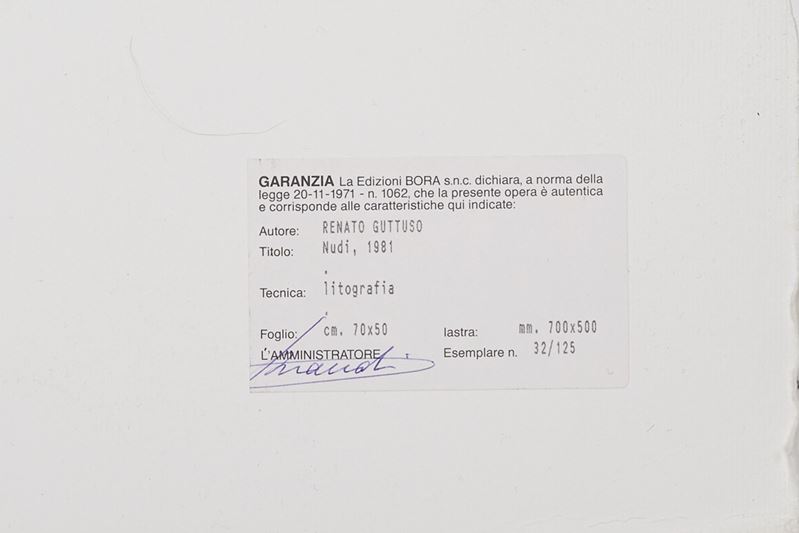 GARANZIA La Edizioni BORA s.n.c. dichiara, a norma della
legge 20-11-1971 - n. 1062, che la presente opera è autentica
e corrisponde alle caratteristiche qui indicate:
Autore: RENATO GUTTUSO
Titolo: Nudi, 1981
Tecnica: litografia
Foglio: cm. 70x50 lastra: mm. 700x500
L'AMMINISTRATORE Esemplare n. 32/125